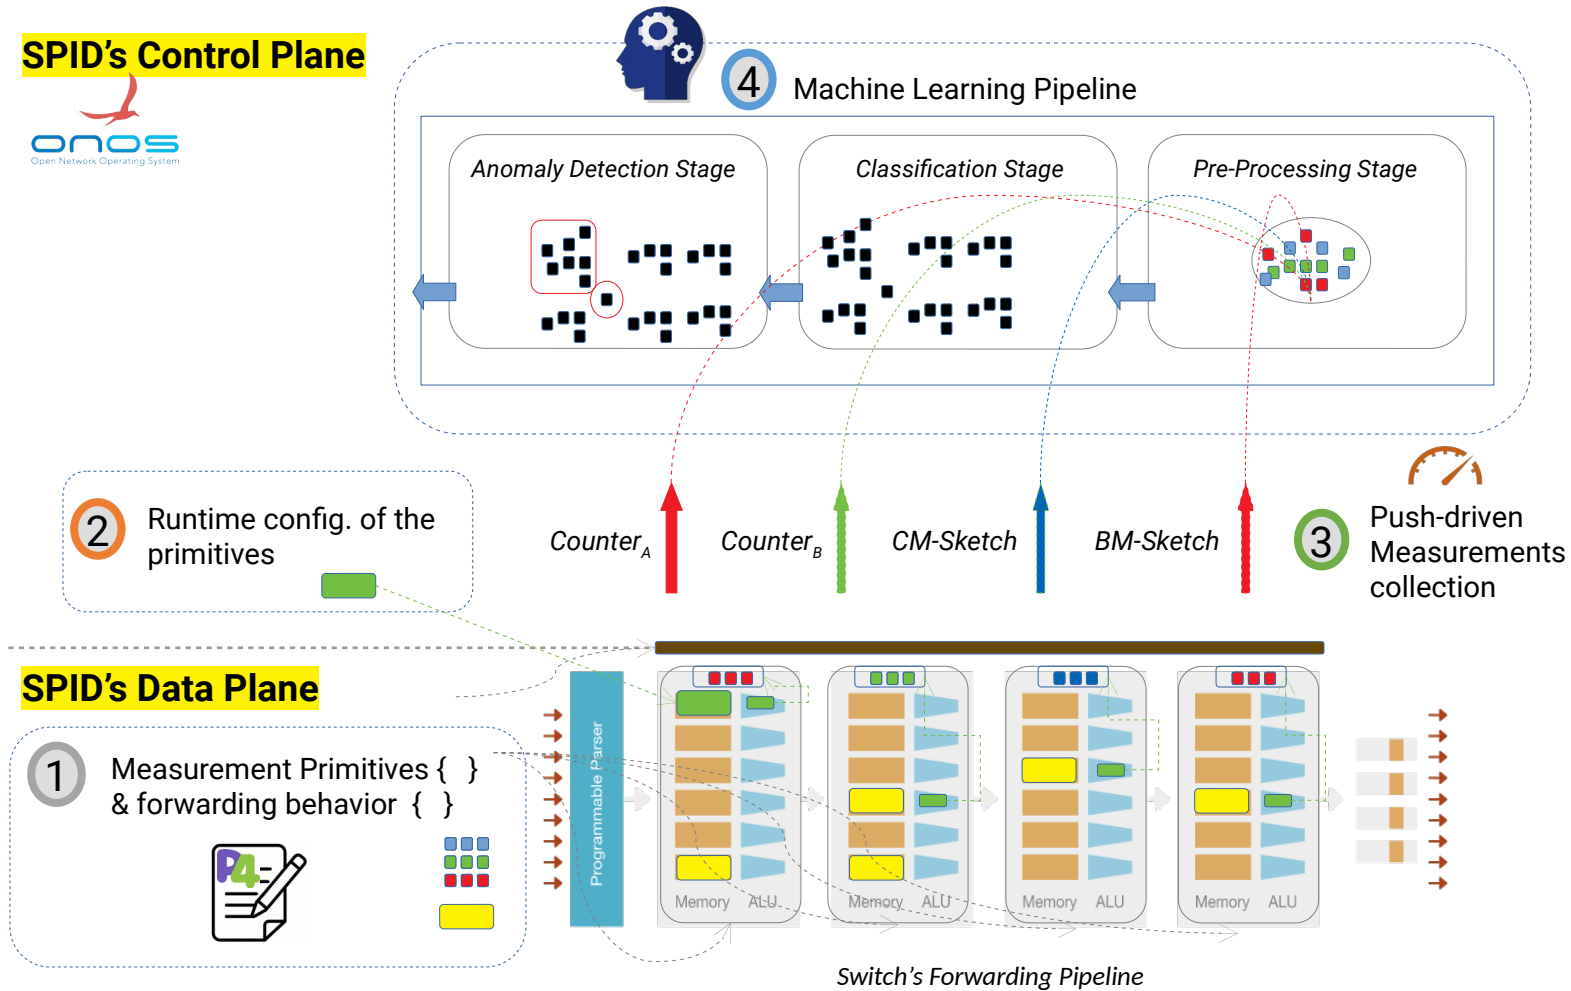 SPID's Control Plane
onos
Open Network Operating System
4
Machine Learning Pipeline
Anomaly Detection Stage
Classification Stage
Pre-Processing Stage
2
Runtime config. of the
primitives
CounterA
CounterB
CM-Sketch
BM-Sketch
3
Push-driven
Measurements
collection
SPID's Data Plane
1
Measurement Primitives { }
& forwarding behavior { }
P4
Programmable Parser
Memory ALU
Memory ALU
Memory ALU
Memory ALU
Switch's Forwarding Pipeline